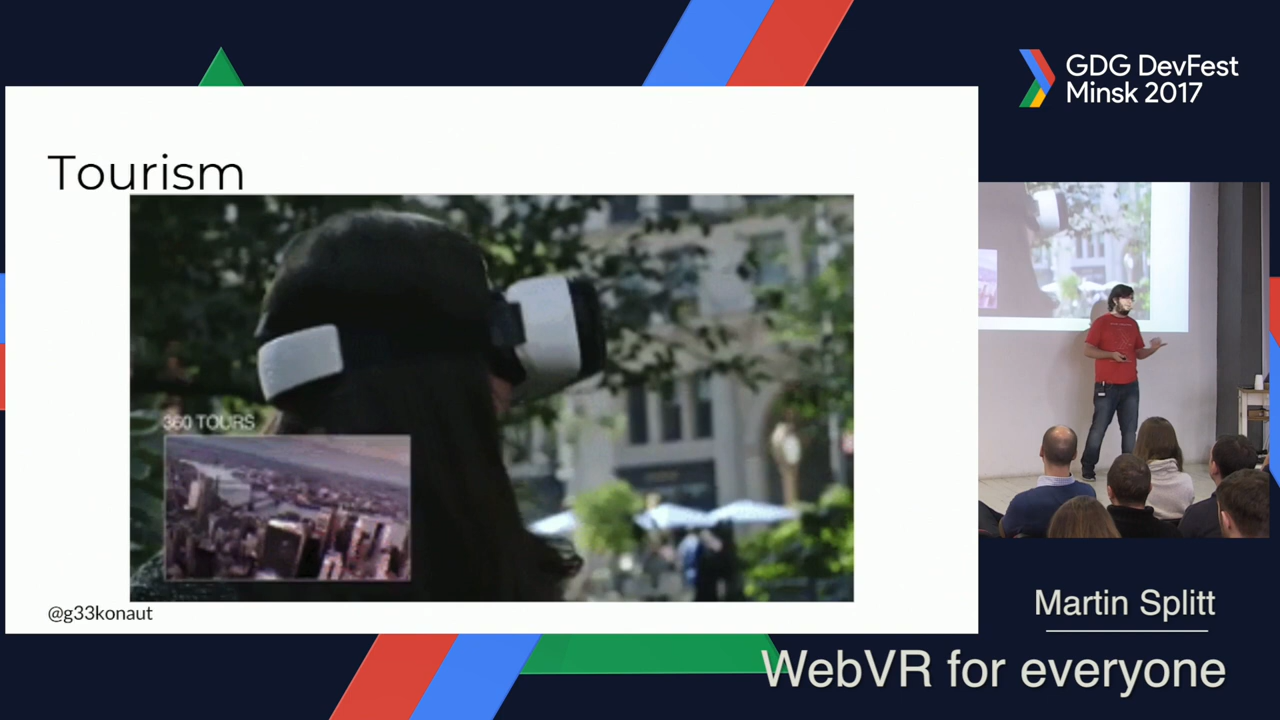 GDG DevFest
Minsk 2017
Tourism
360 TOURS
@g33konaut
Martin Splitt
WebVR for everyone